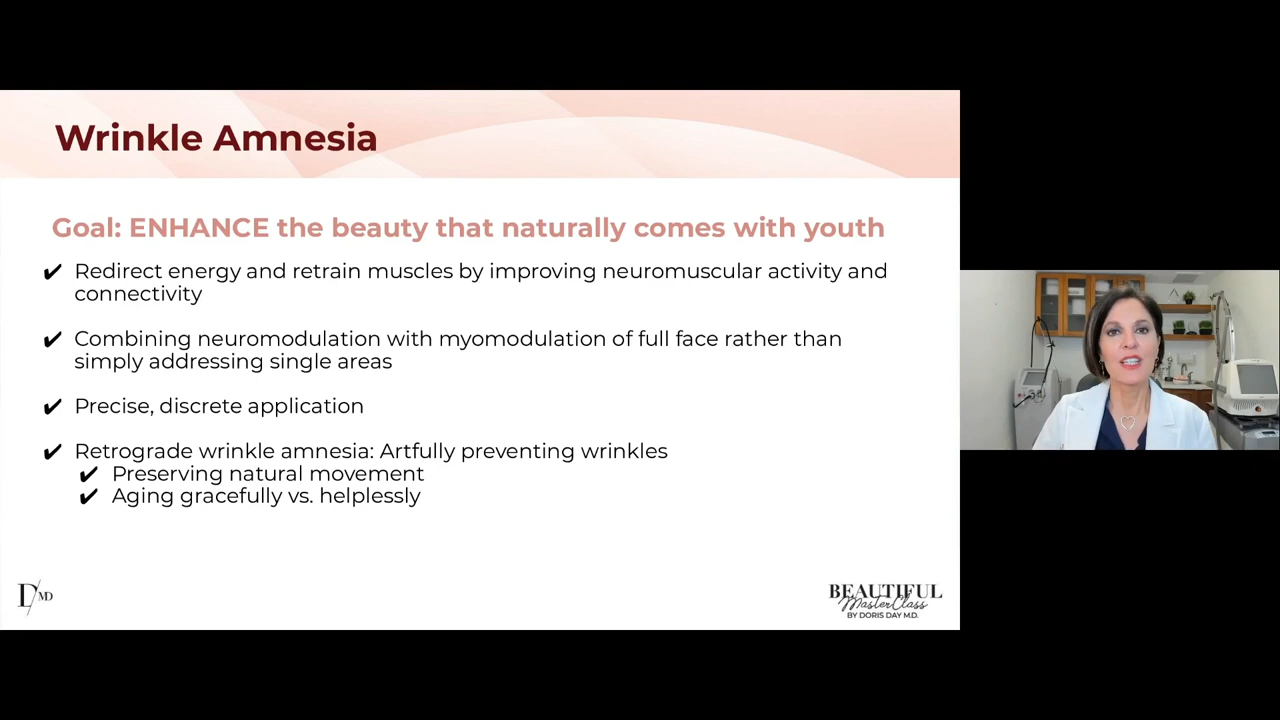 Wrinkle Amnesia
Goal: ENHANCE the beauty that naturally comes with youth
✔ Redirect energy and retrain muscles by improving neuromuscular activity and
connectivity
✔ Combining neuromodulation with myomodulation of full face rather than
simply addressing single areas
✔ Precise, discrete application
✔ Retrograde wrinkle amnesia: Artfully preventing wrinkles
✔ Preserving natural movement
✔ Aging gracefully vs. helplessly
D/MD
BEAUTIFUL
MasterClass
BY DORIS DAY M.D.